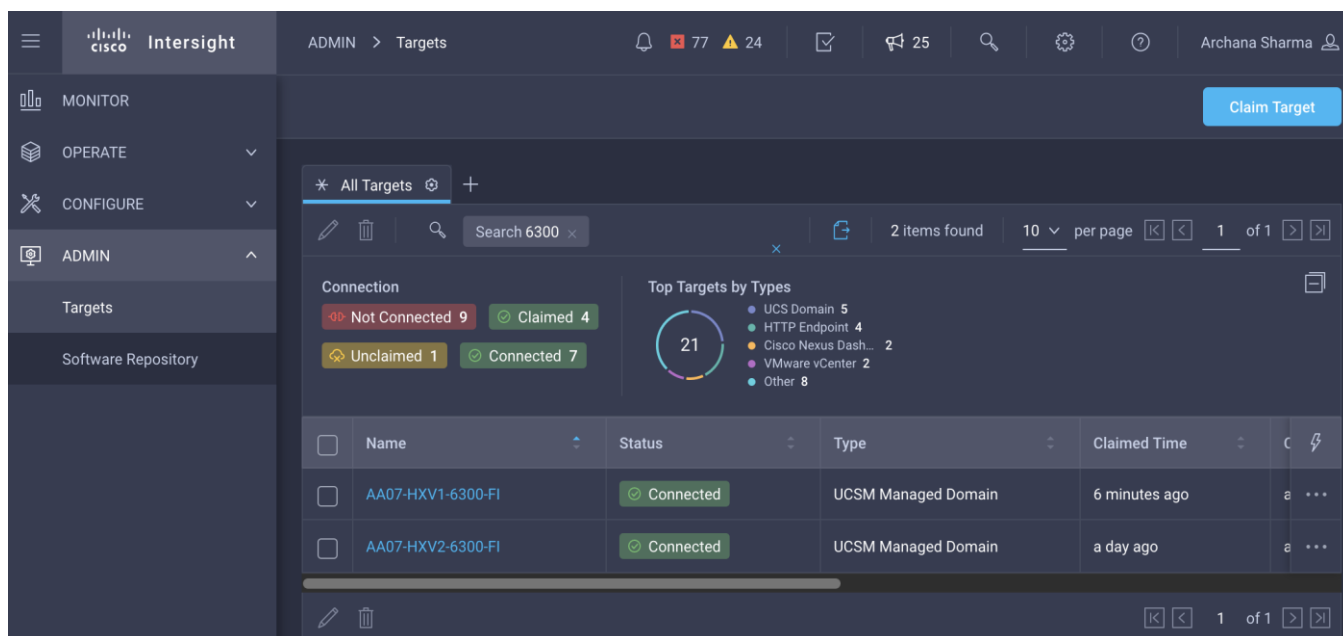 cisco Intersight ADMIN > Targets 77 24 25 Archana Sharma
MONITOR
Claim Target
OPERATE
All Targets
CONFIGURE
Search 6300 × 2 items found 10 per page 1 of 1
ADMIN
Connection Top Targets by Types
Targets
Not Connected 9 Claimed 4
UCS Domain 5
HTTP Endpoint 4
21
Cisco Nexus Dash... 2
Software Repository
Unclaimed 1 Connected 7
VMware vCenter 2
Other 8
Name Status Type Claimed Time
AA07-HXV1-6300-FI Connected UCSM Managed Domain 6 minutes ago a ...
AA07-HXV2-6300-FI Connected UCSM Managed Domain a day ago a ...
1 of 1